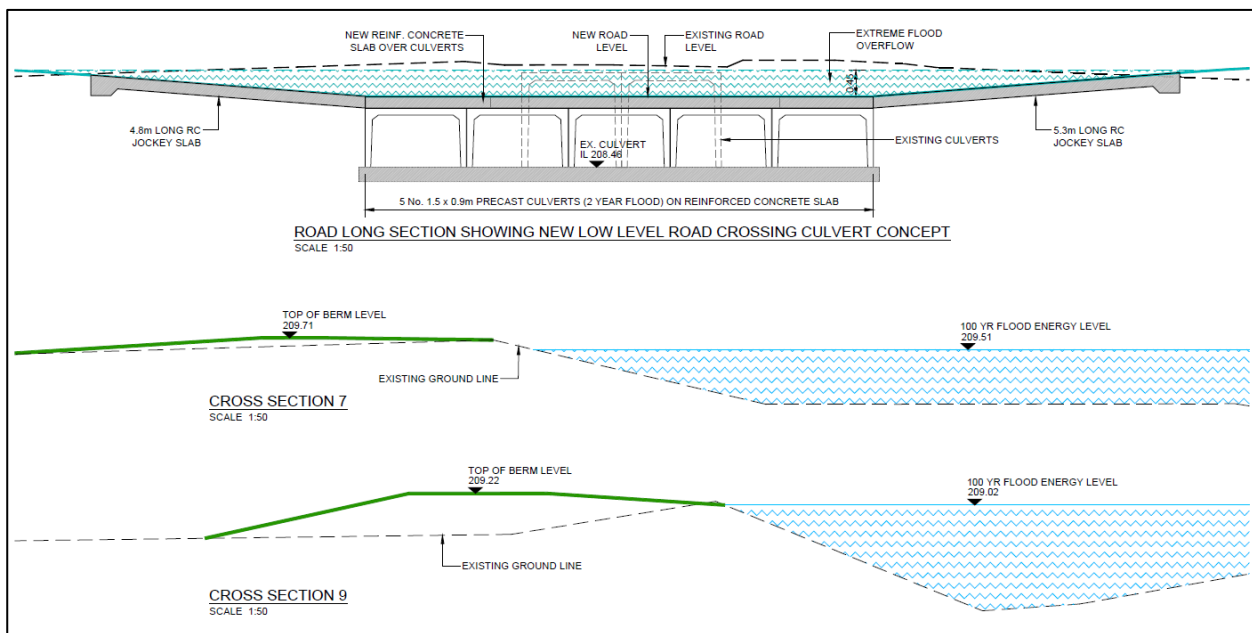 NEW REINF. CONCRETE
SLAB OVER CULVERTS
NEW ROAD
LEVEL
EXISTING ROAD
LEVEL
EXTREME FLOOD
OVERFLOW
0.45
4.8m LONG RC
JOCKEY SLAB
EX. CULVERT
IL 208.46
EXISTING CULVERTS
5.3m LONG RC
JOCKEY SLAB
5 No. 1.5 x 0.9m PRECAST CULVERTS (2 YEAR FLOOD) ON REINFORCED CONCRETE SLAB
ROAD LONG SECTION SHOWING NEW LOW LEVEL ROAD CROSSING CULVERT CONCEPT
SCALE 1:50
TOP OF BERM LEVEL
209.71
100 YR FLOOD ENERGY LEVEL
209.51
EXISTING GROUND LINE
CROSS SECTION 7
SCALE 1:50
TOP OF BERM LEVEL
209.22
100 YR FLOOD ENERGY LEVEL
209.02
EXISTING GROUND LINE
CROSS SECTION 9
SCALE 1:50